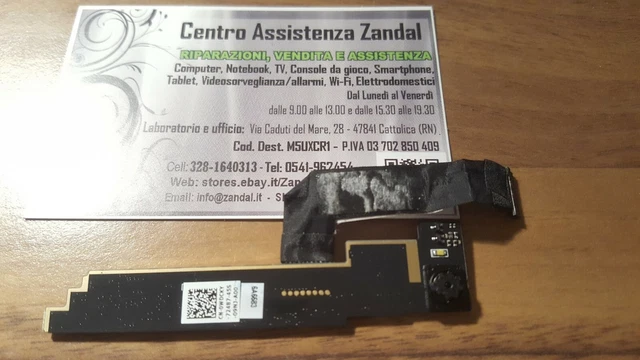 Centro Assistenza Zandal
RIPARAZIONI, VENDITA E ASSISTENZA
Computer, Notebook, TV, Console da gioco, Smartphone,
Tablet, Videosorveglianza/allarmi, Wi-Fi, Elettrodomestici
Dal Lunedì al Venerdì
dalle 9.00 alle 13.00 e dalle 15.30 alle 19.30
Laboratorio e ufficio: Via Caduti del Mare, 28 - 47841 Cattolica (RN)
Cod. Dest. M5UXCR1 - P.IVA 03 702 850 409
Cell: 328-1640313 - Tel: 0541-967454
Web: stores.ebay.it/Zan
Email: info@zandal.it -